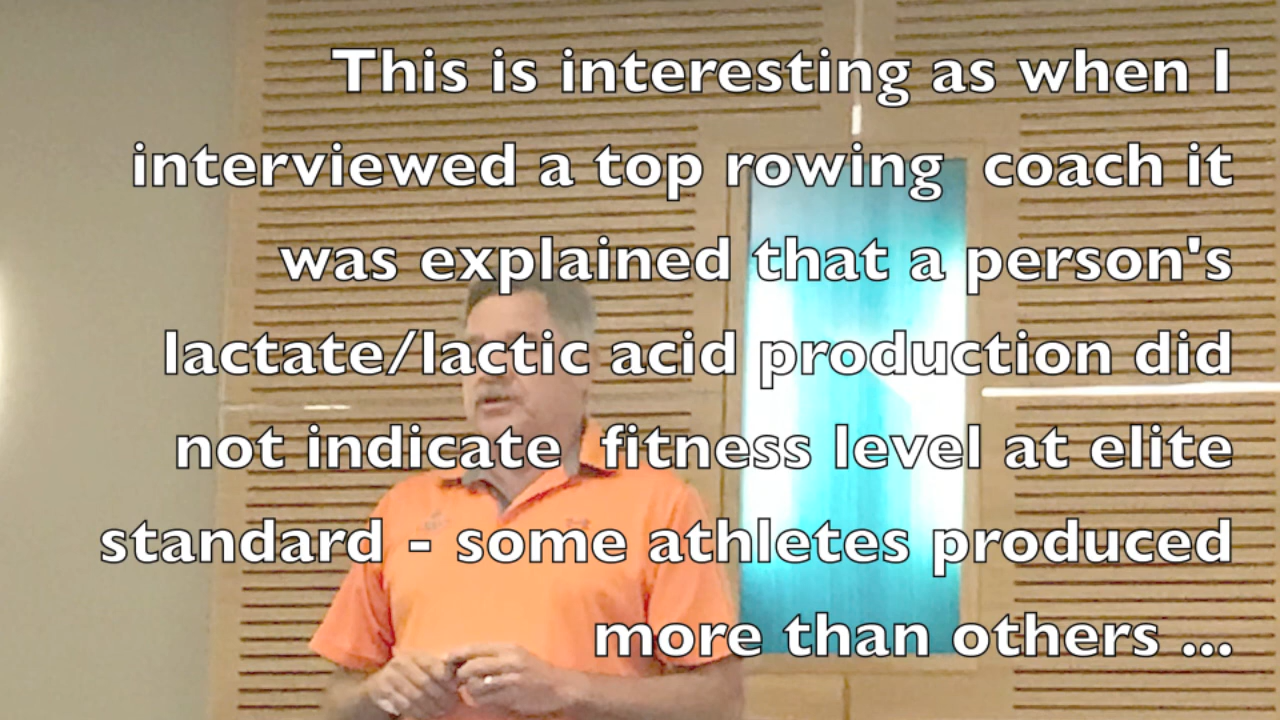 This is interesting as when I
interviewed a top rowing  coach it
was explained that a person's
lactate/lactic acid production did
not indicate  fitness level at elite
standard - some athletes produced
more than others ...